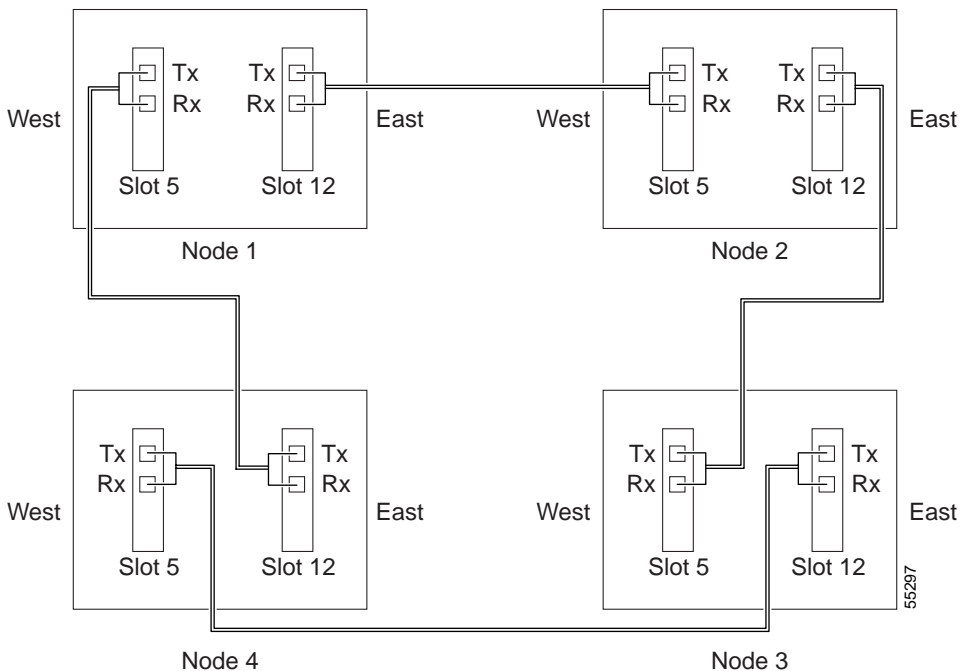 Tx Tx Tx Tx
Rx Rx Rx Rx
West East West East
Slot 5 Slot 12 Slot 5 Slot 12
Node 1 Node 2
Tx Tx Tx Tx
Rx Rx Rx Rx
West East West East
Slot 5 Slot 12 Slot 5 Slot 12
55297
Node 4 Node 3